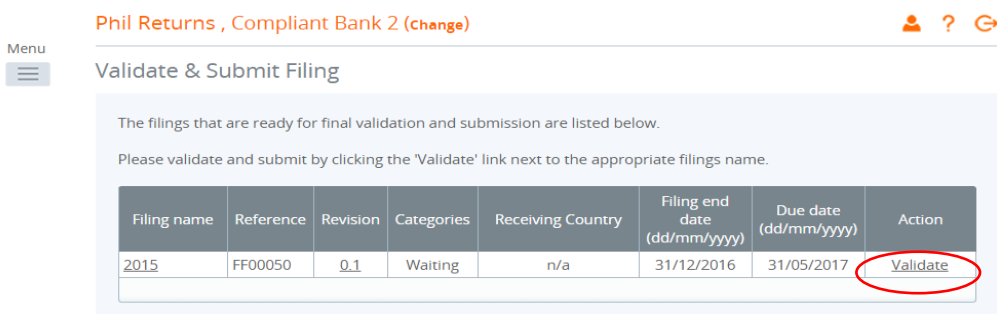 Phil Returns , Compliant Bank 2 (Change)
?
Menu
Validate & Submit Filing
The filings that are ready for final validation and submission are listed below.
Please validate and submit by clicking the 'Validate' link next to the appropriate filings name.
Filing name Reference Revision Categories Receiving Country Filing end date (dd/mm/yyyy) Due date (dd/mm/yyyy) Action
2015 FF00050 0.1 Waiting n/a 31/12/2016 31/05/2017 Validate